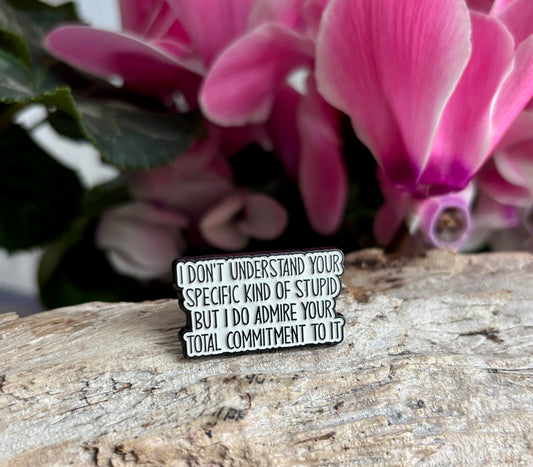 I DON'T UNDERSTAND YOUR
SPECIFIC KIND OF STUPID
BUT I DO ADMIRE YOUR
TOTAL COMMITMENT TO IT